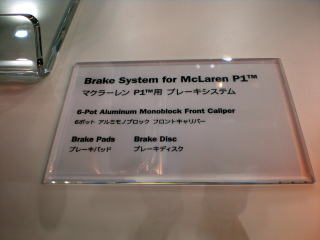 Brake System for McLaren P1™
マクラーレン P1™用 ブレーキシステム
6-Pot Aluminum Monoblock Front Caliper
6ポット アルミモノブロック フロントキャリパー
Brake Pads Brake Disc
ブレーキパッド ブレーキディスク